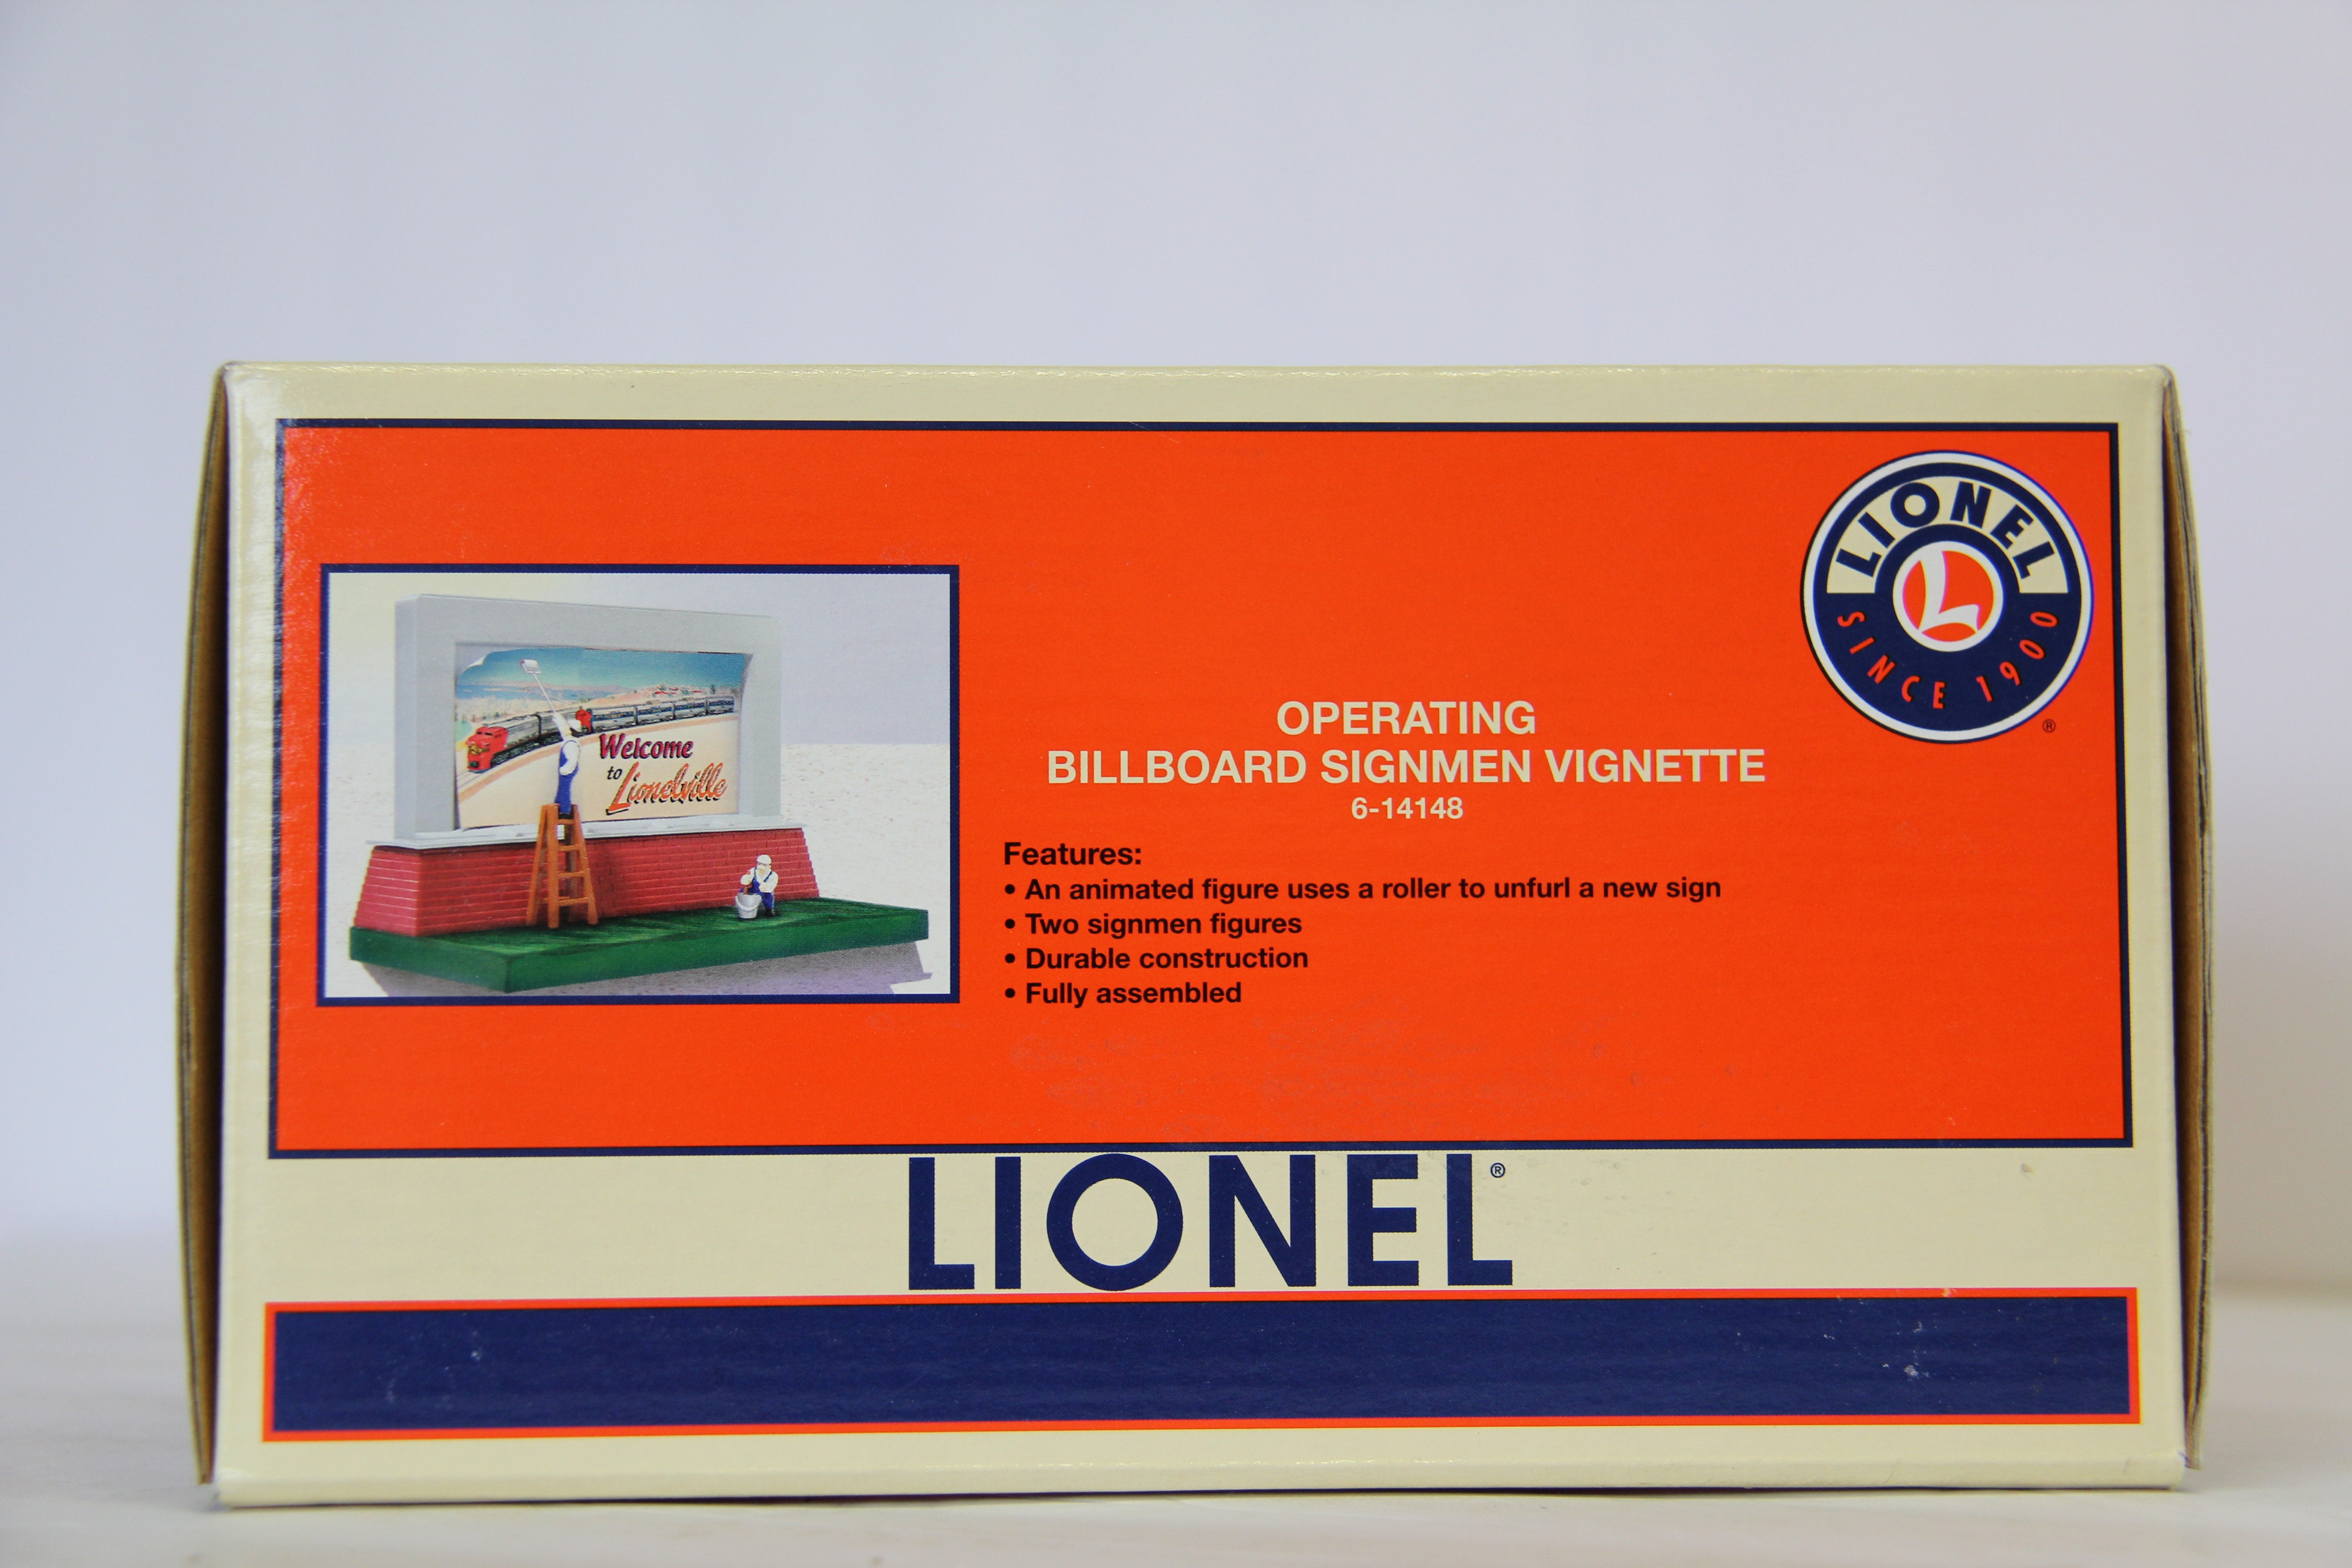 LIONEL
L
SINCE 1900
®
Welcome
to Lionelville
OPERATING
BILLBOARD SIGNMEN VIGNETTE
6-14148
Features:
• An animated figure uses a roller to unfurl a new sign
• Two signmen figures
• Durable construction
• Fully assembled
LIONEL®